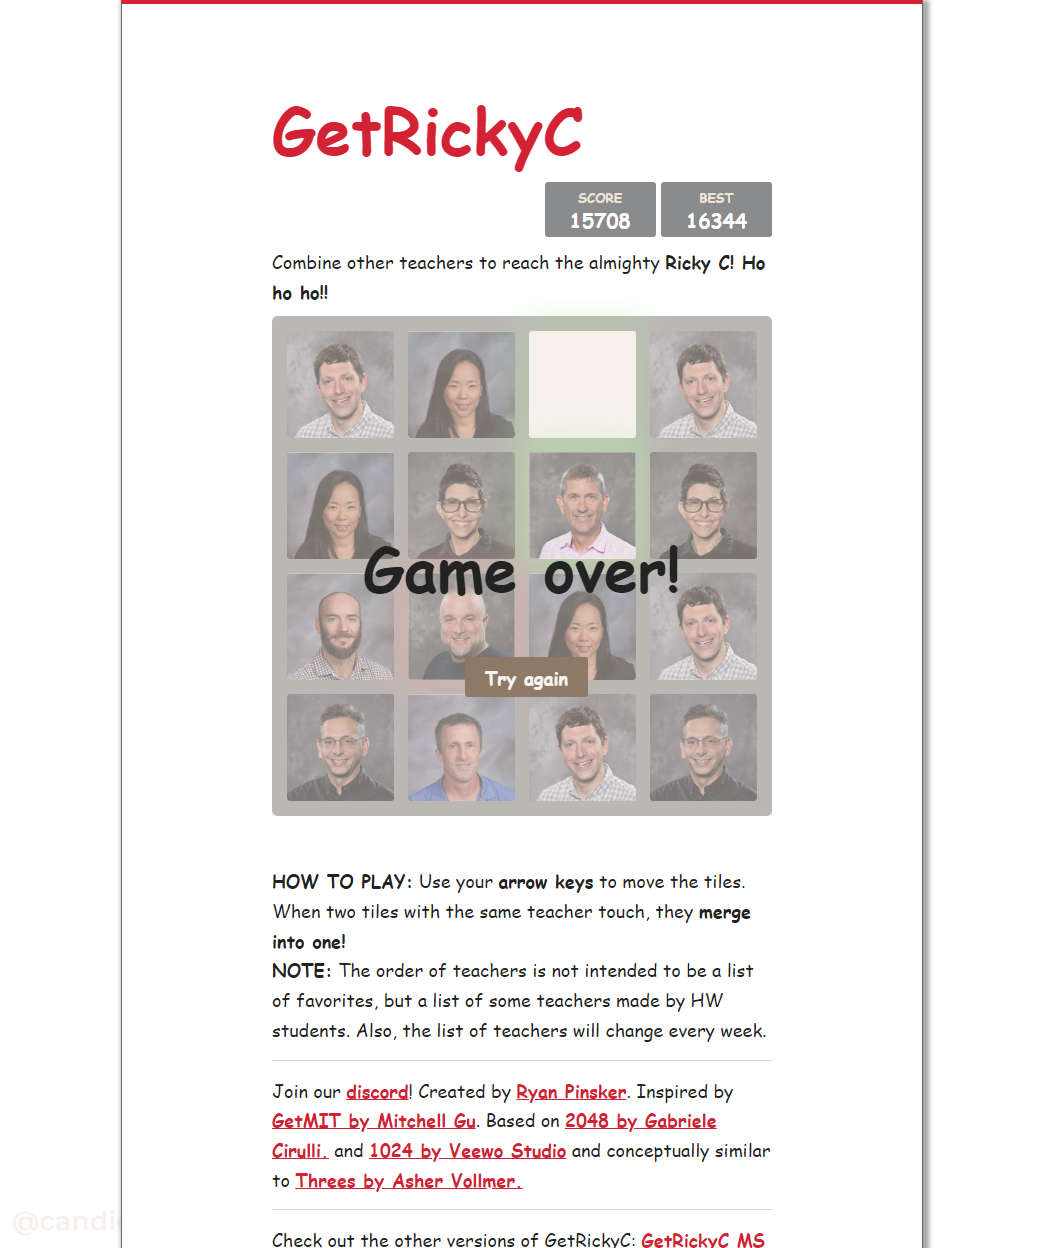 GetRickyC
SCORE
15708
BEST
16344
Combine other teachers to reach the almighty Ricky C! Ho
ho ho!!
Game over!
Try again
HOW TO PLAY: Use your arrow keys to move the tiles.
When two tiles with the same teacher touch, they merge
into one!
NOTE: The order of teachers is not intended to be a list
of favorites, but a list of some teachers made by HW
students. Also, the list of teachers will change every week.
Join our discord! Created by Ryan Pinsker. Inspired by
GetMIT by Mitchell Gu. Based on 2048 by Gabriele
Cirulli. and 1024 by Veewo Studio and conceptually similar
to Threes by Asher Vollmer.
Check out the other versions of GetRickyC: GetRickyC MS